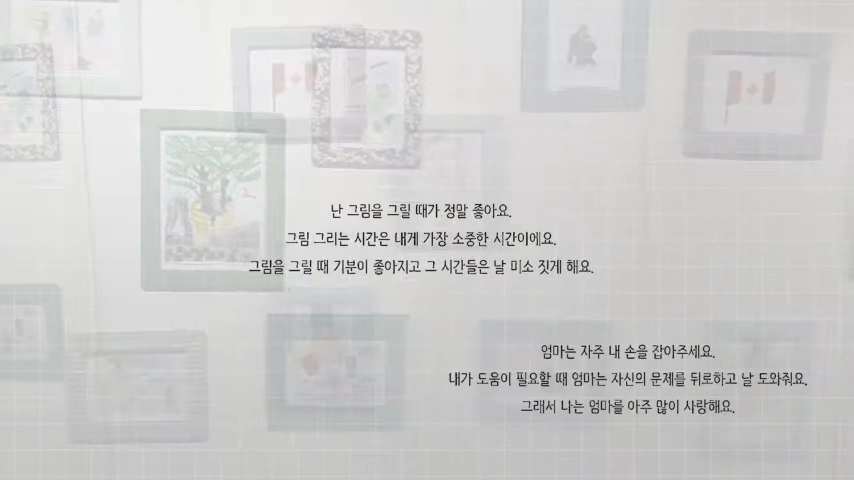 난 그림을 그릴 때가 정말 좋아요.
그림 그리는 시간은 내게 가장 소중한 시간이에요.
그림을 그릴 때 기분이 좋아지고 그 시간들은 날 미소 짓게 해요.
엄마는 자주 내 손을 잡아주세요.
내가 도움이 필요할 때 엄마는 자신의 문제를 뒤로하고 날 도와줘요.
그래서 나는 엄마를 아주 많이 사랑해요.